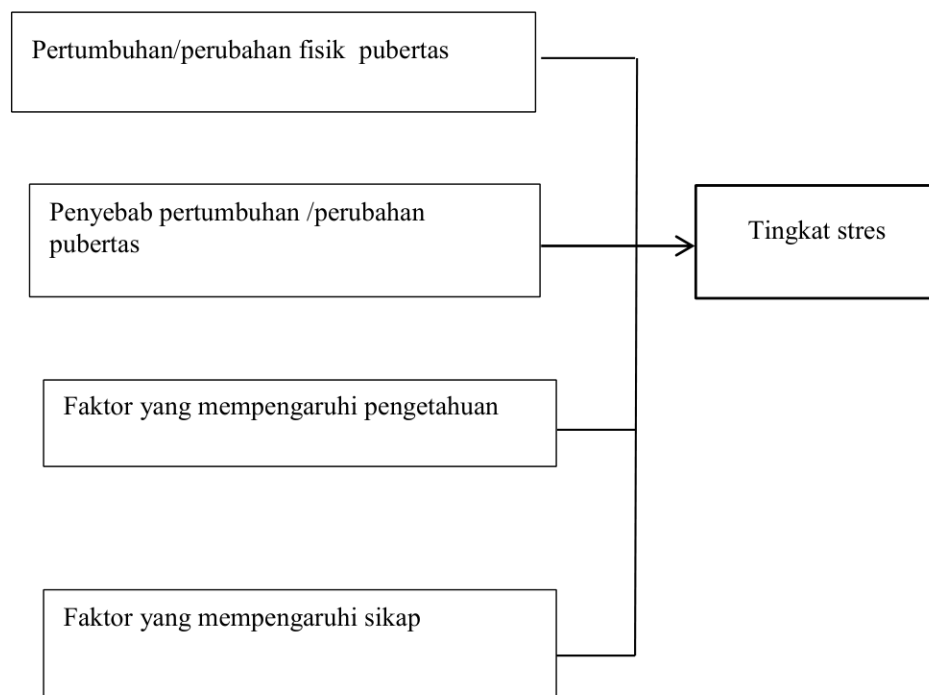 Pertumbuhan/perubahan fisik  pubertas
Penyebab pertumbuhan /perubahan
pubertas
Tingkat stres
Faktor yang mempengaruhi pengetahuan
Faktor yang mempengaruhi sikap